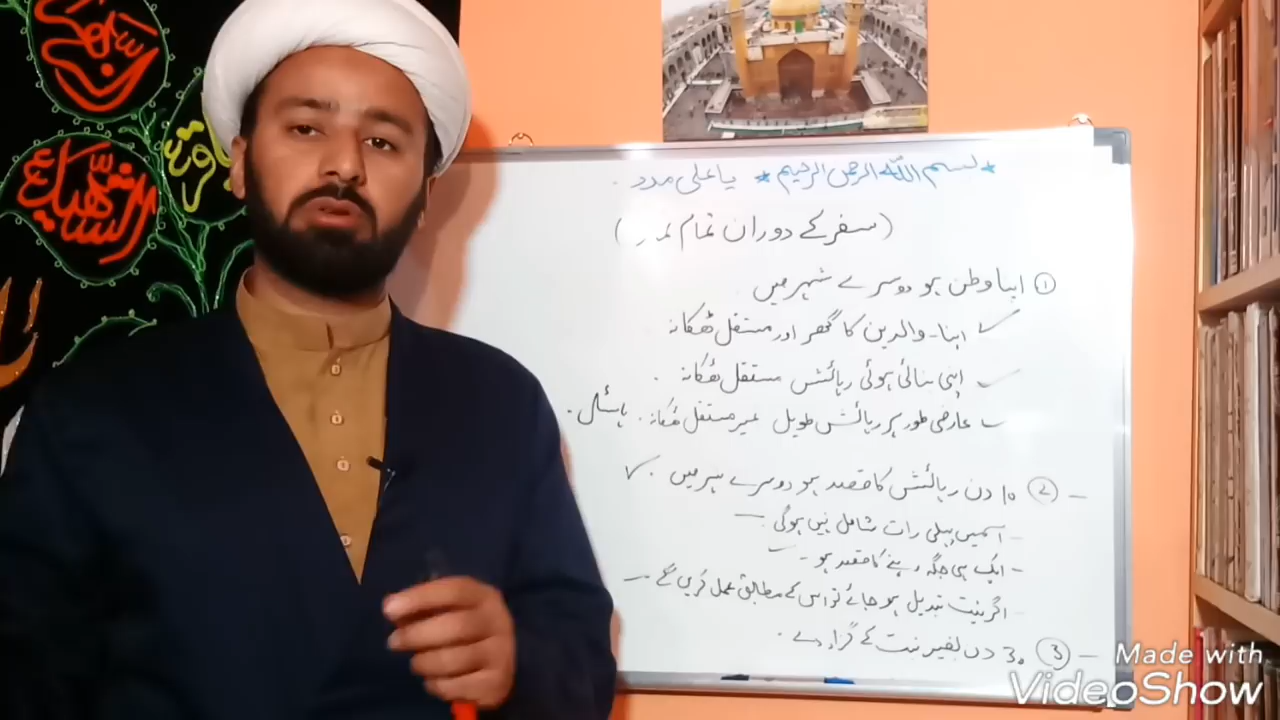 * بسم اللہ الرحمن الرحیم * یا علی مدد .
( سفر کے دوران تمام نماز )
① اپنا وطن ہو دوسرے شہر میں
اپنا - والدین کا گھر اور مستقل ٹھکانہ
اپنی بنائی ہوئی رہائش مستقل ٹھکانہ .
عارضی طور پر رہائش طویل غیر مستقل ٹھکانہ . ہاسٹل .
- ② 10 دن رہائش کا قصد ہو دوسرے شہر میں . ✓
- اسمیں پہلی رات شامل نہیں ہوگی . -
- ایک ہی جگہ رہنے کا قصد ہو -
- اگر نیت تبدیل ہو جائے تو اس کے مطابق عمل کریں گے -
- ③ 30 دن بغیر نیت کے گزار دے .
Made with
VideoShow